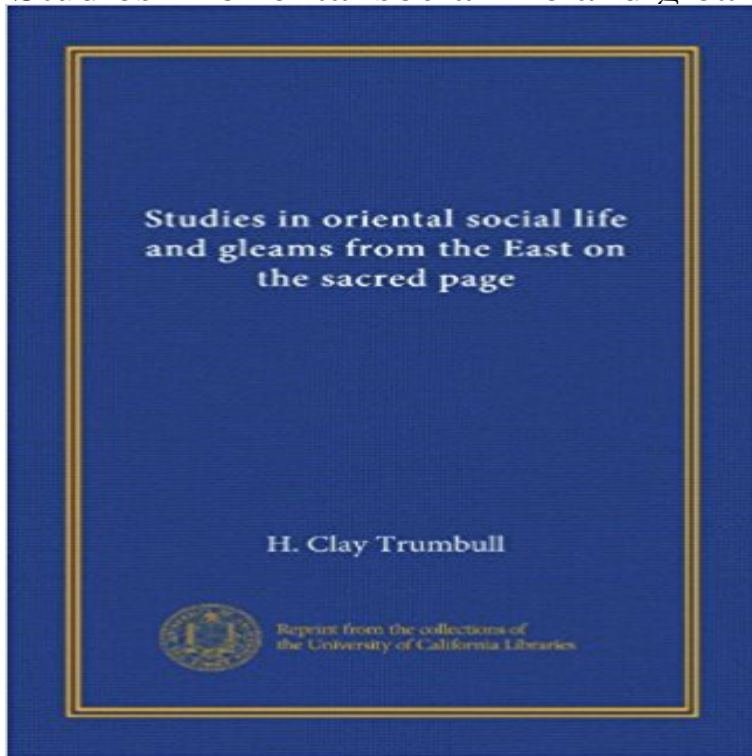 Studies in oriental social life
and gleams from the East on
the sacred page
H. Clay Trumbull
Reprint from the collections of
the University of California Libraries